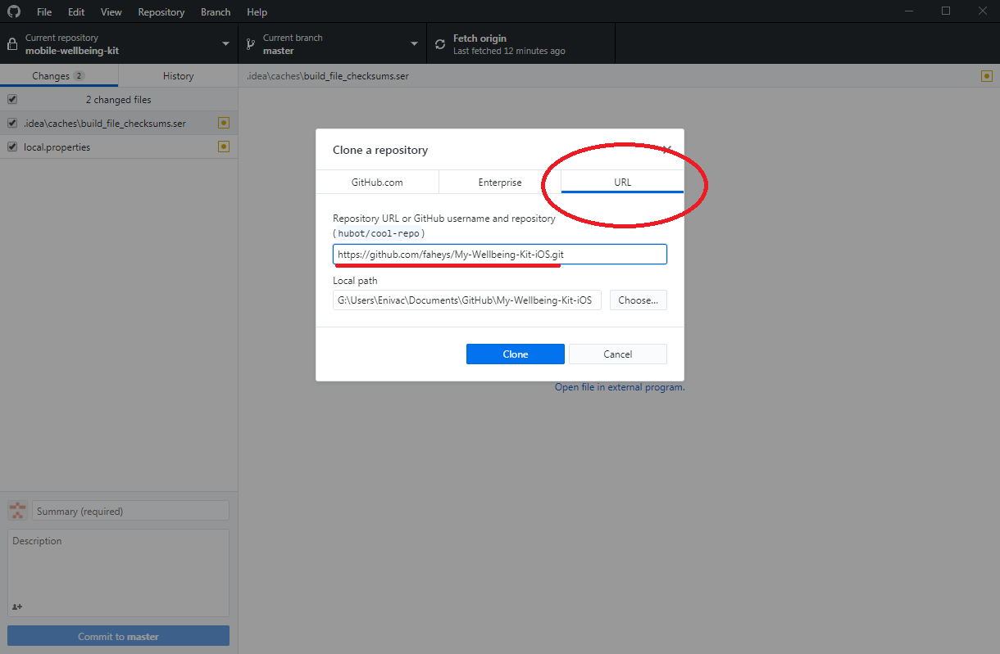 File Edit View Repository Branch Help
Current repository
mobile-wellbeing-kit
Current branch
master
Fetch origin
Last fetched 12 minutes ago
Changes 2 History
.idea\caches\build_file_checksums.ser
2 changed files
.idea\caches\build_file_checksums.ser
local.properties
Clone a repository
GitHub.com Enterprise URL
Repository URL or GitHub username and repository
(hubot/cool-repo)
https://github.com/faheys/My-Wellbeing-Kit-iOS.git
Local path
G:\Users\Enivac\Documents\GitHub\My-Wellbeing-Kit-iOS Choose...
Clone Cancel
Open file in external program.
Summary (required)
Description
Commit to master